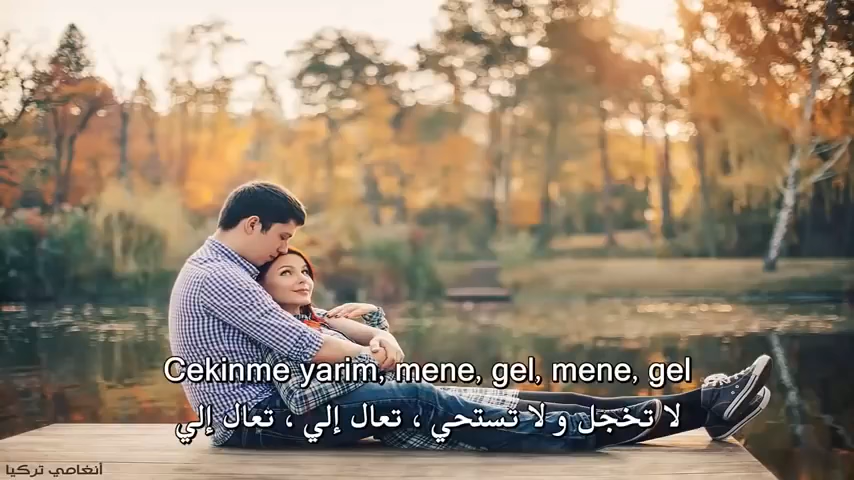 Cekinme yarim, mene, gel, mene, gel
لا تخجل و لا تستحي ، تعال إلي ، تعال إلي
أنغامي تركيا